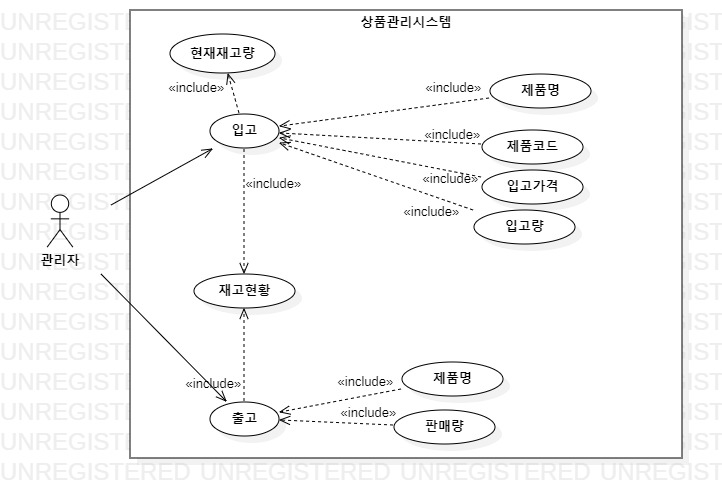 상품관리시스템
현재재고량
«include»
«include»
제품명
입고
«include»
제품코드
«include»
«include»
입고가격
«include»
입고량
관리자
재고현황
«include»
«include»
제품명
출고
«include»
판매량
UNREGISTERED UNREGISTERED UNREGISTERED UNREGISTERED